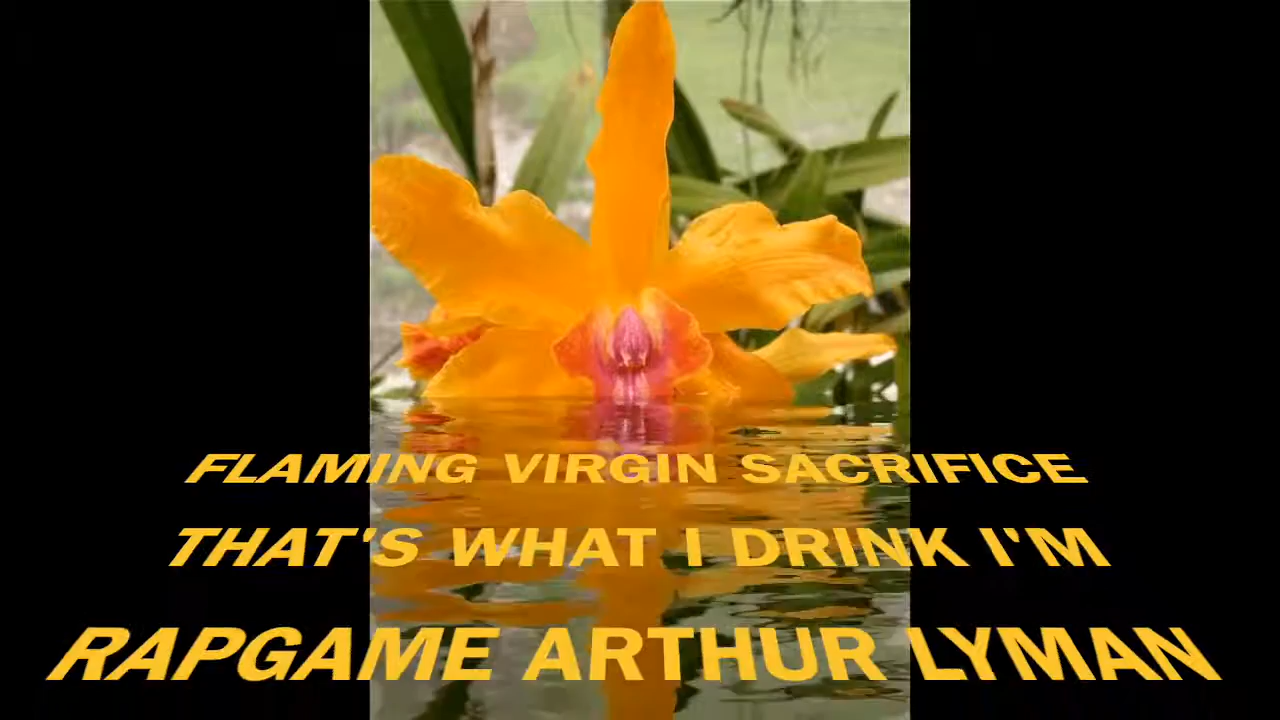 FLAMING VIRGIN SACRIFICE
THAT'S WHAT I DRINK I'M
RAPGAME ARTHUR LYMAN